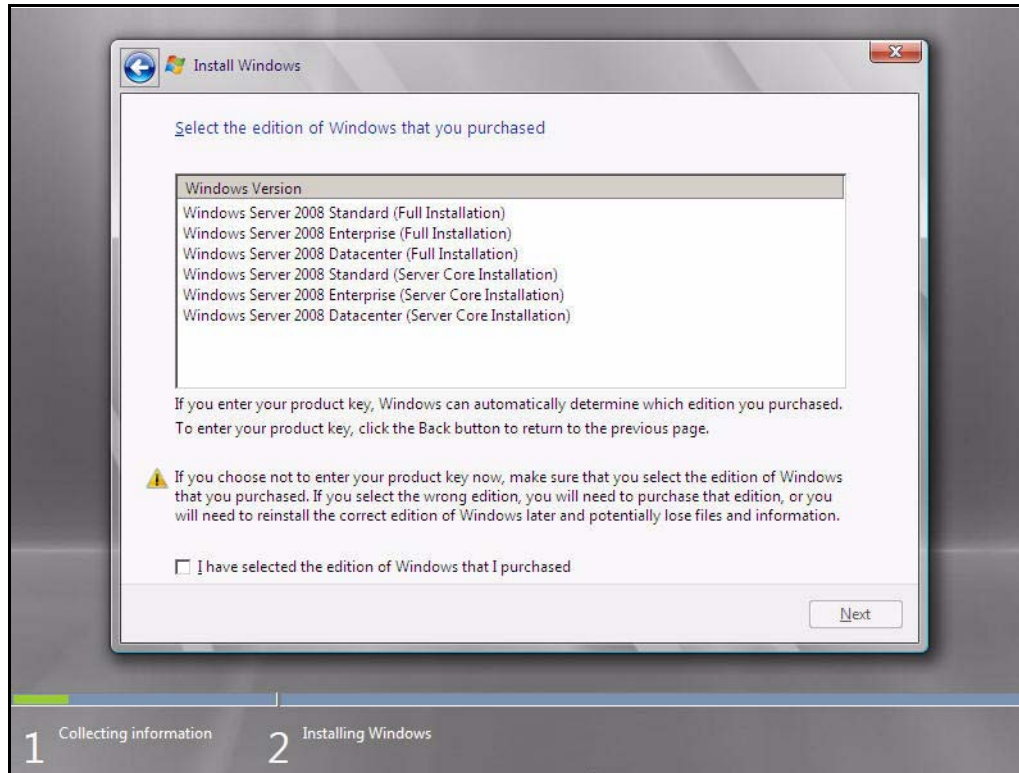 Install Windows
Select the edition of Windows that you purchased
Windows Version
Windows Server 2008 Standard (Full Installation)
Windows Server 2008 Enterprise (Full Installation)
Windows Server 2008 Datacenter (Full Installation)
Windows Server 2008 Standard (Server Core Installation)
Windows Server 2008 Enterprise (Server Core Installation)
Windows Server 2008 Datacenter (Server Core Installation)
If you enter your product key, Windows can automatically determine which edition you purchased.
To enter your product key, click the Back button to return to the previous page.
If you choose not to enter your product key now, make sure that you select the edition of Windows
that you purchased. If you select the wrong edition, you will need to purchase that edition, or you
will need to reinstall the correct edition of Windows later and potentially lose files and information.
I have selected the edition of Windows that I purchased
Next
1 Collecting information
2 Installing Windows